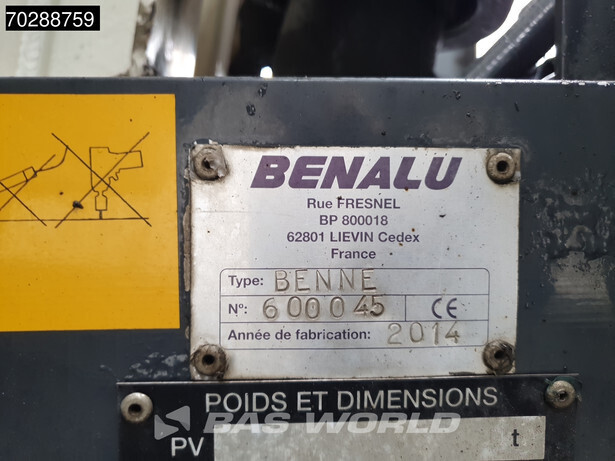 70288759
BENALU
Rue FRESNEL
BP 800018
62801 LIEVIN Cedex
France
Type: BENNE
N°: 600045 CE
Année de fabrication: 2014
POIDS ET DIMENSIONS
BAS WORLD
PV t